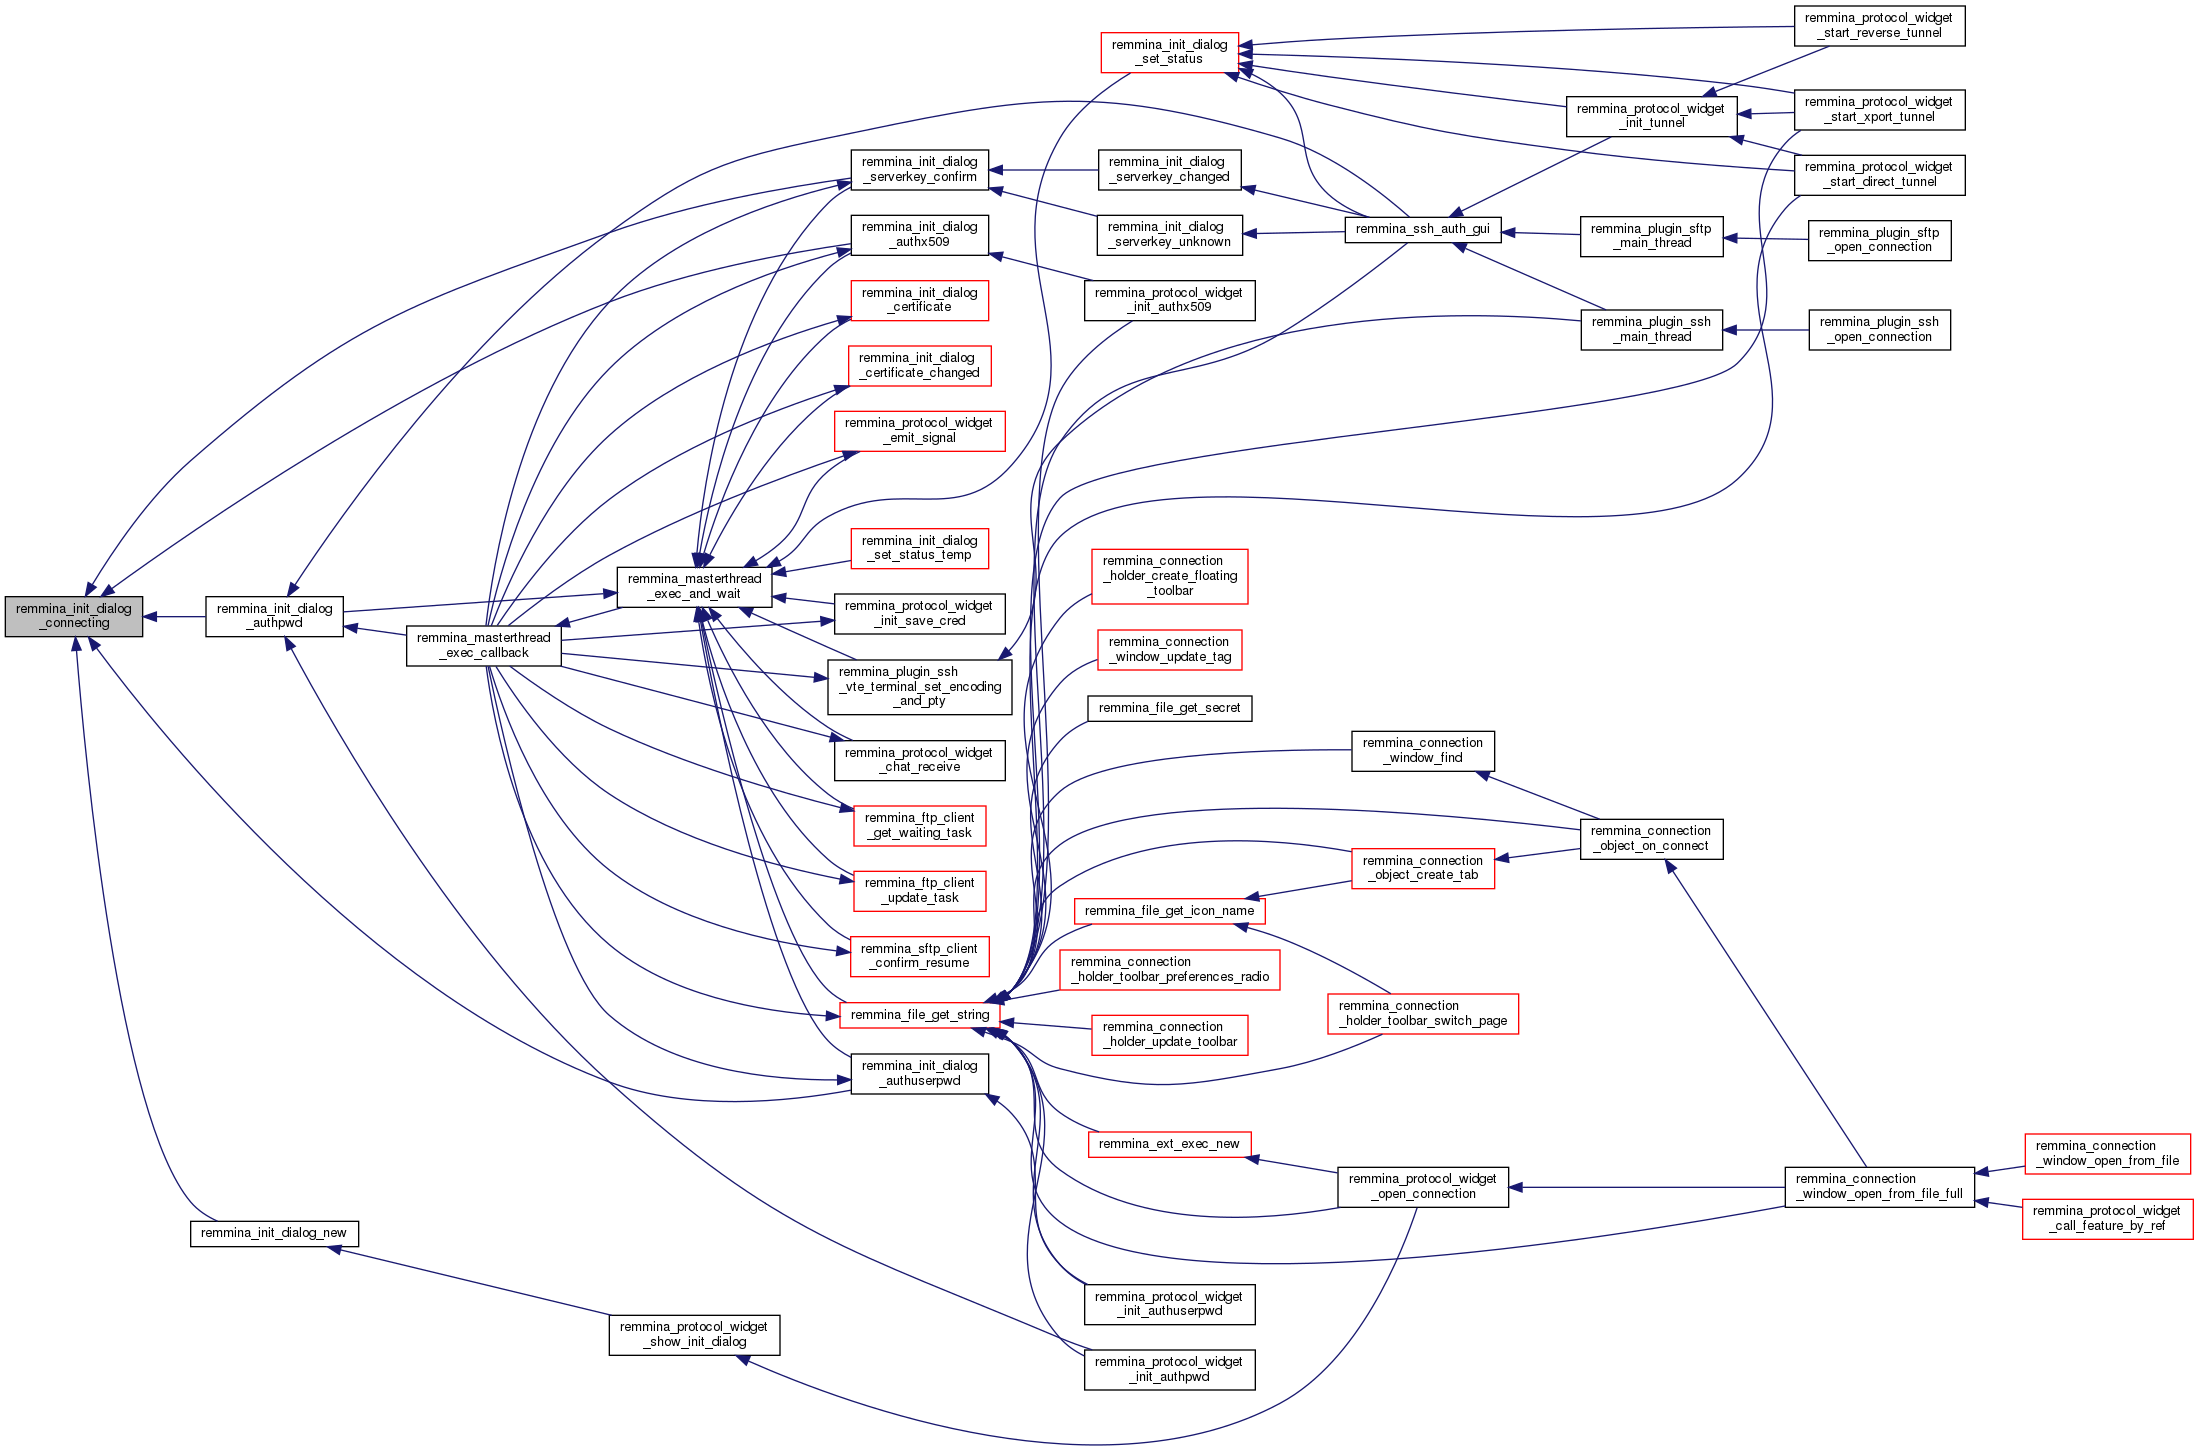 remmina_init_dialog
_connecting
remmina_init_dialog
_authpwd
remmina_init_dialog_new
remmina_masterthread
_exec_callback
remmina_masterthread
_exec_and_wait
remmina_protocol_widget
_show_init_dialog
remmina_init_dialog
_serverkey_confirm
remmina_init_dialog
_authx509
remmina_init_dialog
_certificate
remmina_init_dialog
_certificate_changed
remmina_protocol_widget
_emit_signal
remmina_init_dialog
_set_status_temp
remmina_protocol_widget
_init_save_cred
remmina_plugin_ssh
_vte_terminal_set_encoding
_and_pty
remmina_protocol_widget
_chat_receive
remmina_ftp_client
_get_waiting_task
remmina_ftp_client
_update_task
remmina_sftp_client
_confirm_resume
remmina_file_get_string
remmina_init_dialog
_authuserpwd
remmina_init_dialog
_set_status
remmina_init_dialog
_serverkey_changed
remmina_init_dialog
_serverkey_unknown
remmina_protocol_widget
_init_authx509
remmina_connection
_holder_create_floating
_toolbar
remmina_connection
_window_update_tag
remmina_file_get_secret
remmina_file_get_icon_name
remmina_connection
_holder_toolbar_preferences_radio
remmina_connection
_holder_update_toolbar
remmina_ext_exec_new
remmina_protocol_widget
_init_authuserpwd
remmina_protocol_widget
_init_authpwd
remmina_ssh_auth_gui
remmina_connection
_window_find
remmina_connection
_object_create_tab
remmina_connection
_holder_toolbar_switch_page
remmina_protocol_widget
_open_connection
remmina_protocol_widget
_init_tunnel
remmina_plugin_sftp
_main_thread
remmina_plugin_ssh
_main_thread
remmina_connection
_object_on_connect
remmina_protocol_widget
_start_reverse_tunnel
remmina_protocol_widget
_start_xport_tunnel
remmina_protocol_widget
_start_direct_tunnel
remmina_plugin_sftp
_open_connection
remmina_plugin_ssh
_open_connection
remmina_connection
_window_open_from_file_full
remmina_connection
_window_open_from_file
remmina_protocol_widget
_call_feature_by_ref